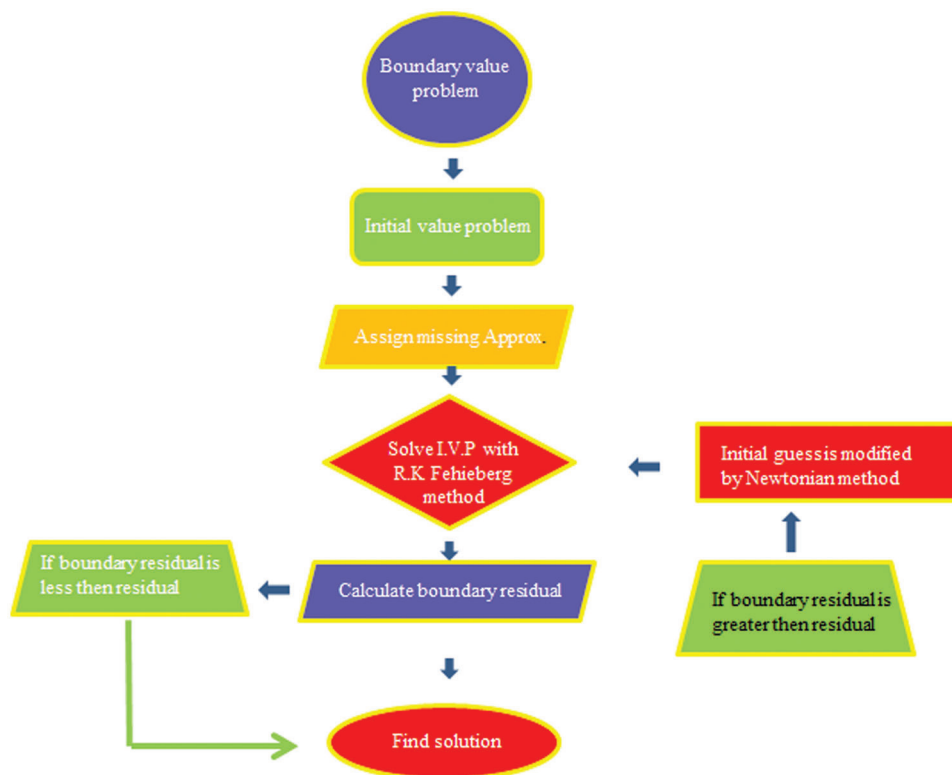 Boundary value
problem
Initial value problem
Assign missing Approx.
Solve I.V.P with
R.K Fehieberg
method
Initial guess is modified
by Newtonian method
If boundary residual is
less then residual
Calculate boundary residual
If boundary residual is
greater then residual
Find solution